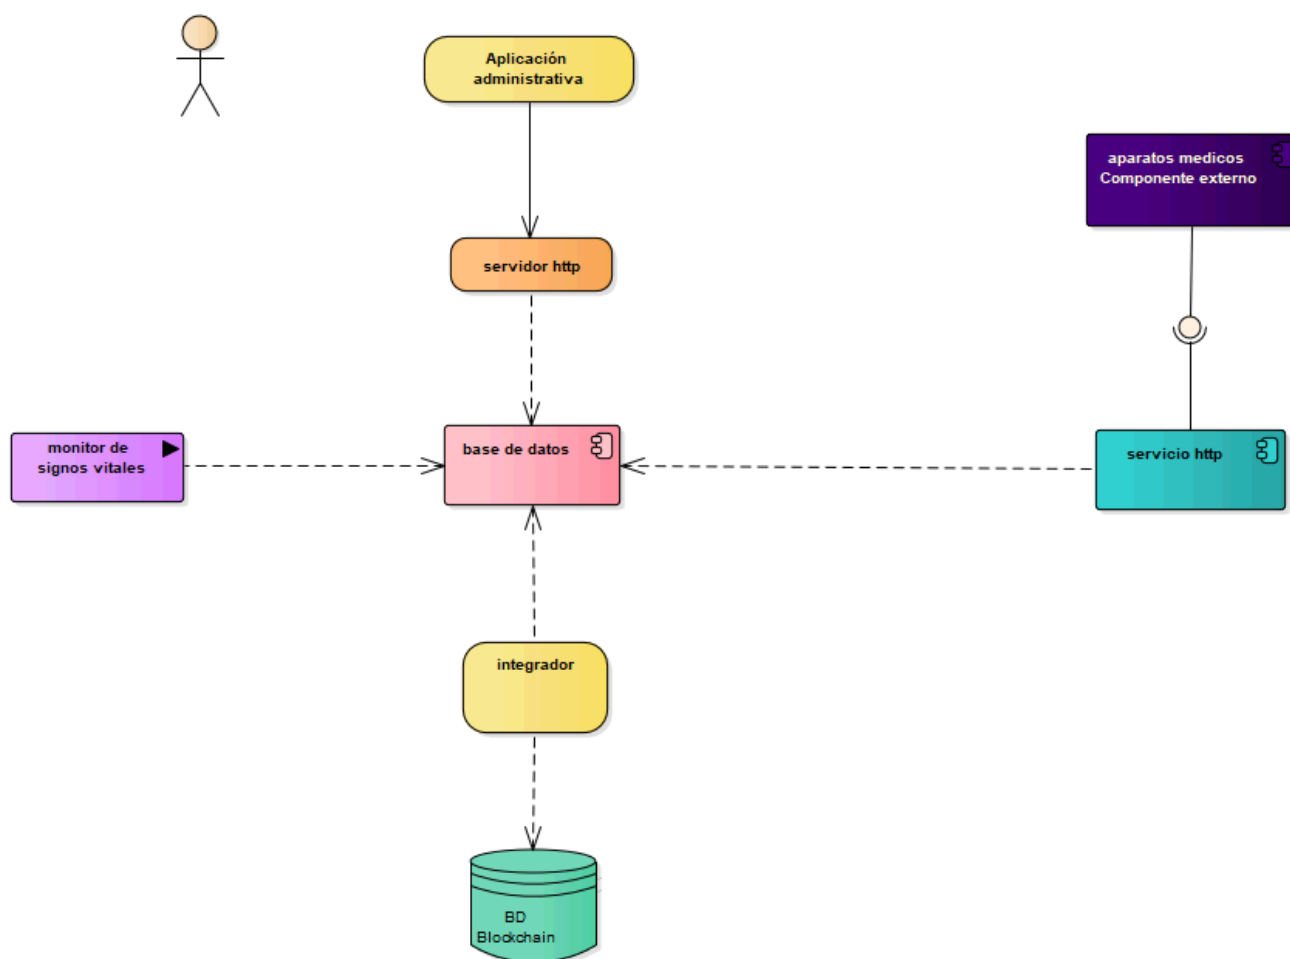 Aplicación
administrativa
aparatos medicos
Componente externo
servidor http
monitor de
signos vitales
base de datos
servicio http
integrador
BD
Blockchain